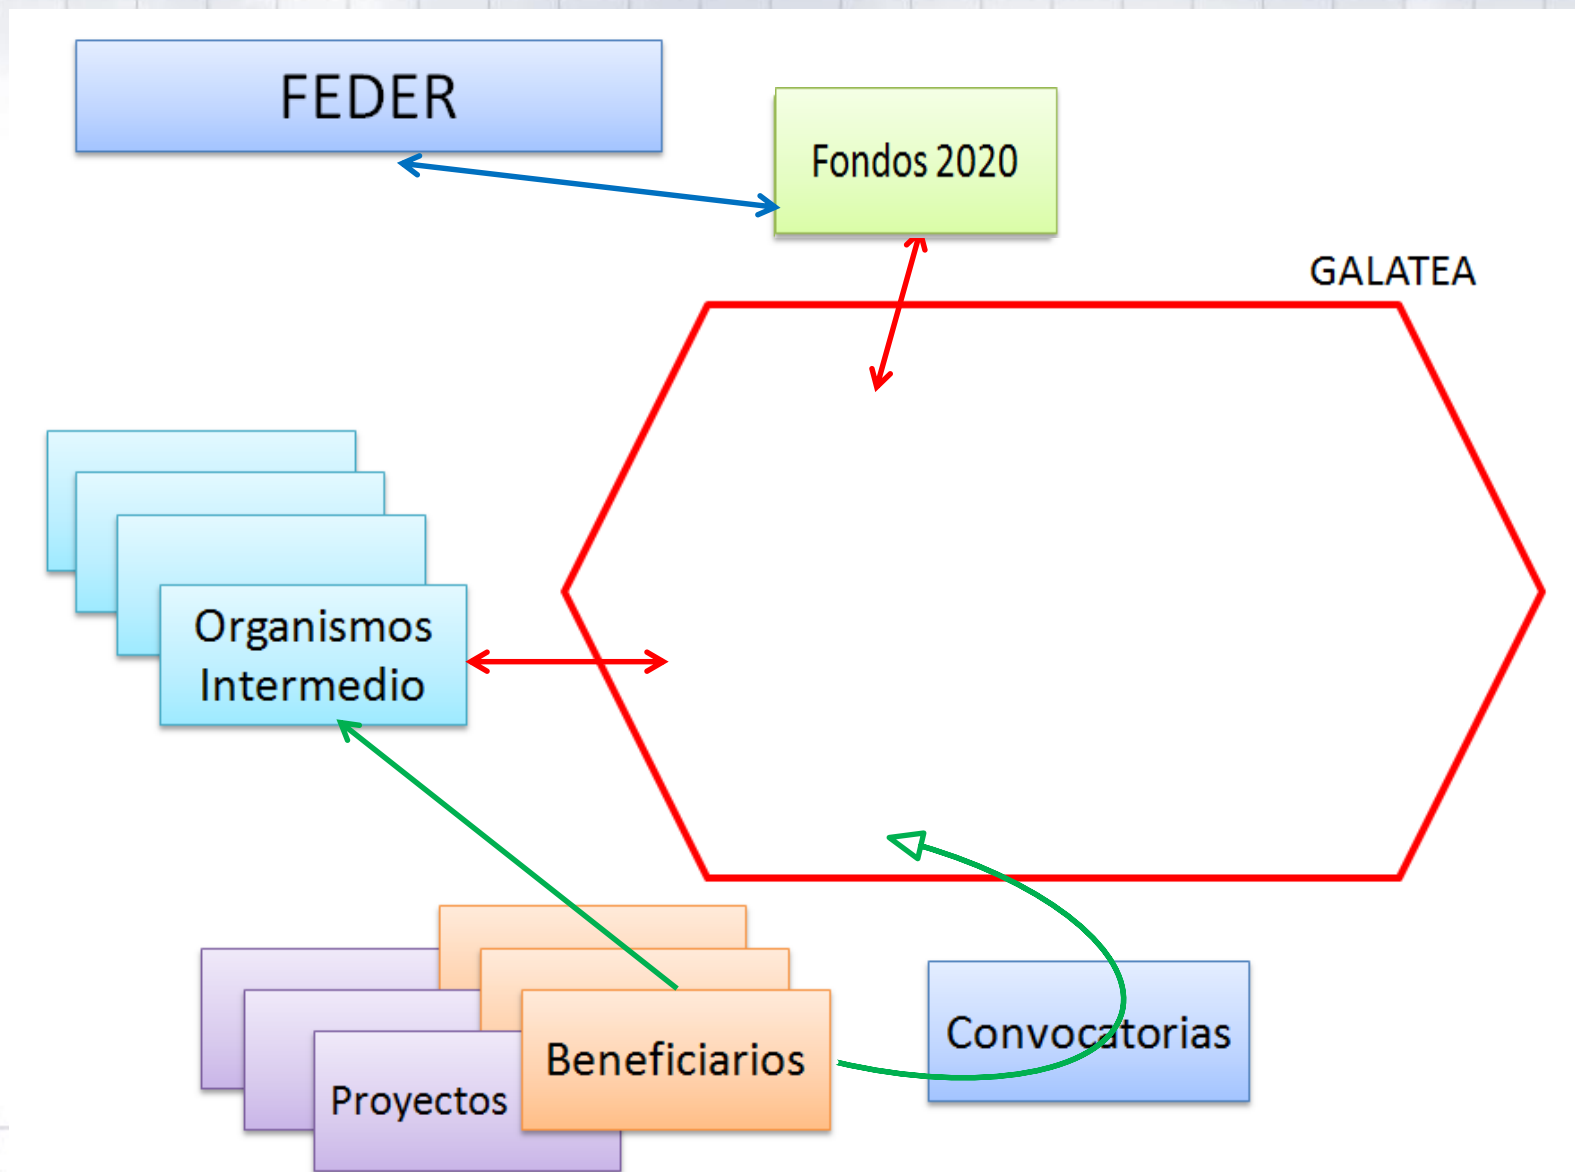 FEDER
Fondos 2020
GALATEA
Organismos
Intermedio
Convocatorias
Beneficiarios
Proyectos